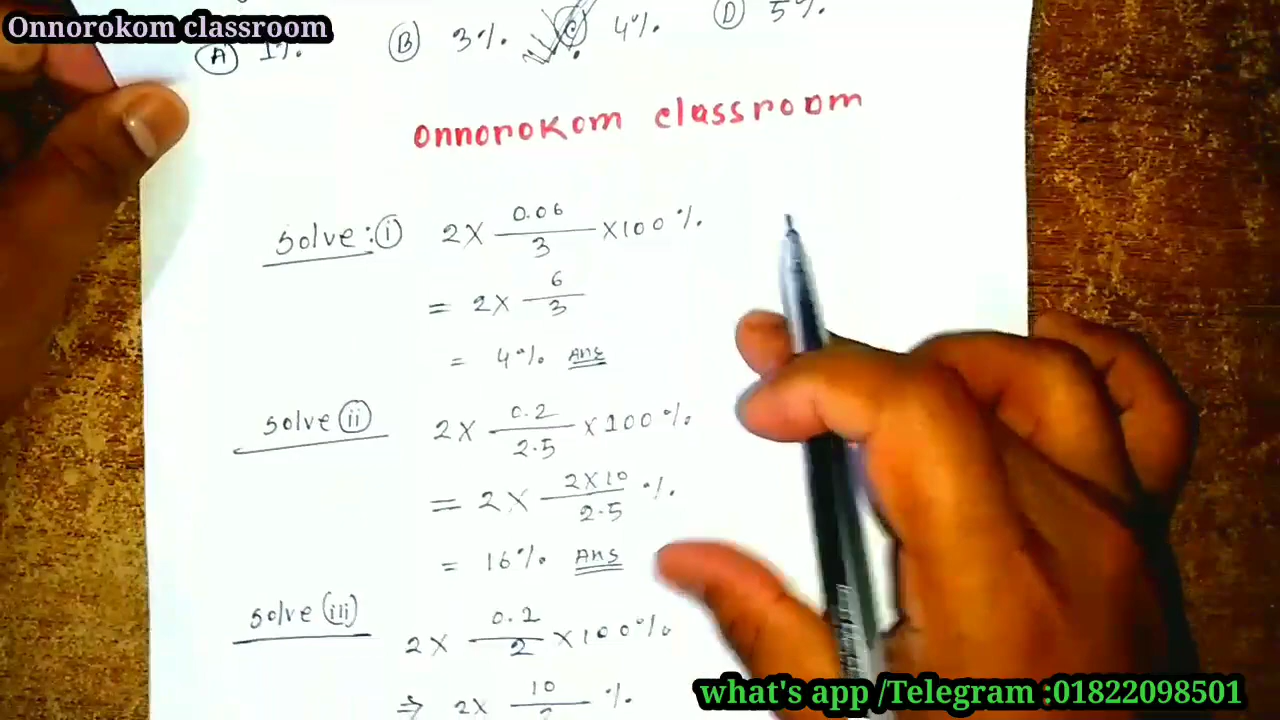 Onnorokom classroom
(A) 1%. (B) 3%. (C) 4%. (D) 5%.
Onnorokom classroom
Solve: (i) 2 × 0.06/3 × 100%.
= 2 × 6/3
= 4% Ans
Solve (ii) 2 × 0.2/2.5 × 100%
= 2 × 2×10/2.5 %.
= 16%. Ans
Solve (iii) 2 × 0.2/2 × 100%
⇒ 2 × 10/2 %.
what's app /Telegram :01822098501